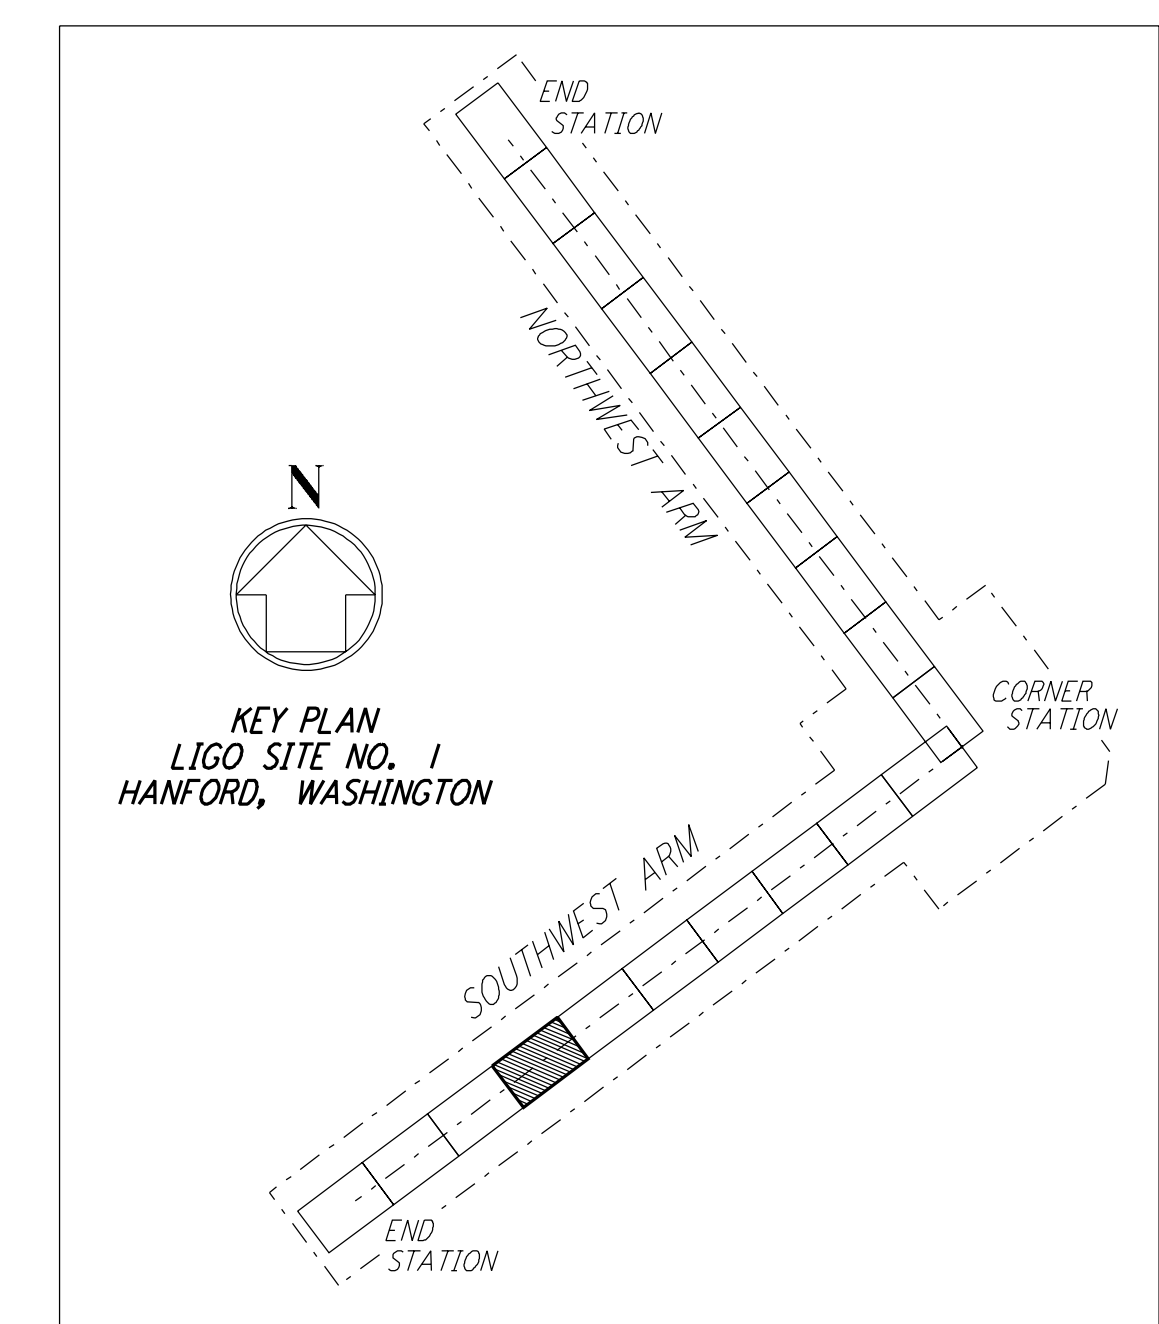 END
STATION
NORTHWEST ARM
N
KEY PLAN
LIGO SITE NO. 1
HANFORD, WASHINGTON
CORNER
STATION
SOUTHWEST ARM
END
STATION